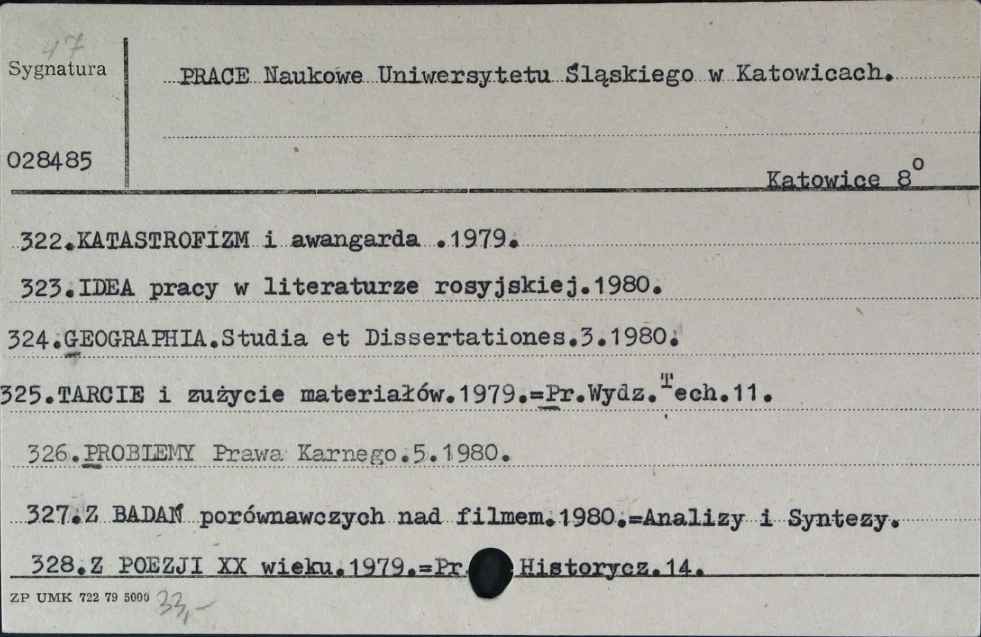 47
Sygnatura
PRACE Naukowe Uniwersytetu Śląskiego w Katowicach.
028485
Katowice 8°
322.KATASTROFIZM i awangarda .1979.
323.IDEA pracy w literaturze rosyjskiej.1980.
324.GEOGRAPHIA.Studia et Dissertationes.3.1980.
325.TARCIE i zużycie materiałów.1979.=Pr.Wydz.Tech.11.
326.PROBLEMY Prawa Karnego.5.1980.
327.Z BADAŃ porównawczych nad filmem.1980.=Analizy i Syntezy.
328.Z POEZJI XX wieku.1979.=Pr. Historycz.14.
ZP UMK 722 79 5000 33,-